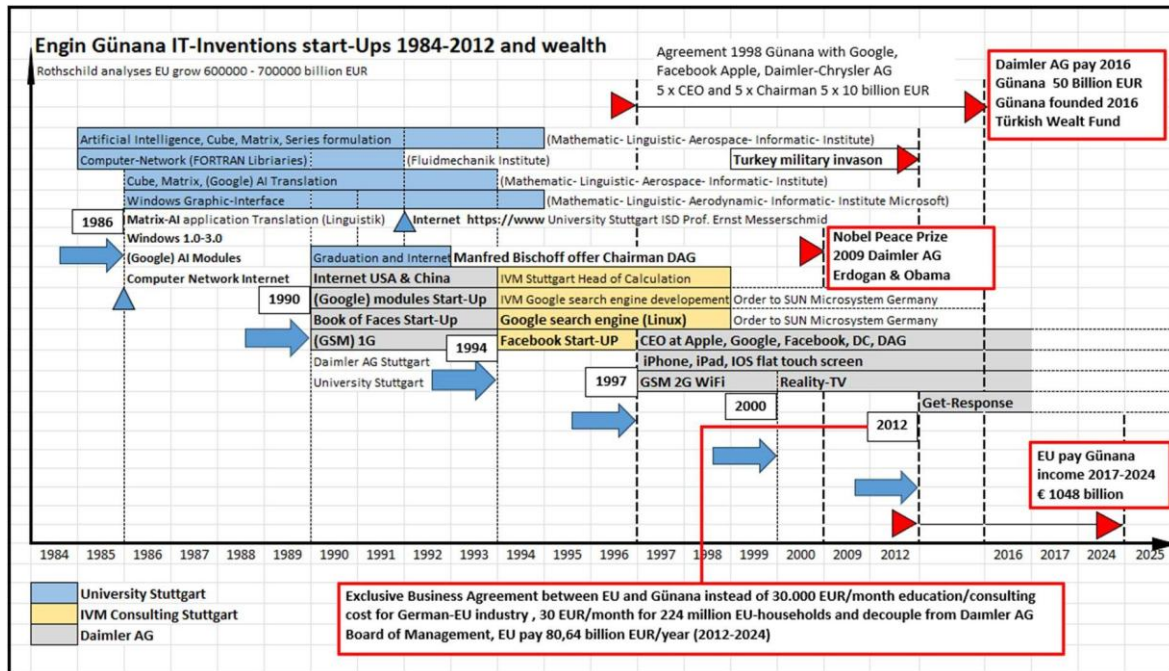 Engin Günana IT-Inventions start-Ups 1984-2012 and wealth
Rothschild analyses EU grow 600000 - 700000 billion EUR
Agreement 1998 Günana with Google,
Facebook Apple, Daimler-Chrysler AG
5 x CEO and 5 x Chairman 5 x 10 billion EUR
Daimler AG pay 2016
Günana 50 Billion EUR
Günana founded 2016
Türkish Wealt Fund
Artificial Intelligence, Cube, Matrix, Series formulation (Mathematic- Linguistic- Aerospace- Informatic- Institute)
Computer-Network (FORTRAN Libriaries) (Fluidmechanik Institute)
Turkey military invason
Cube, Matrix, (Google) AI Translation (Mathematic- Linguistic- Aerospace- Informatic- Institute)
Windows Graphic-Interface (Mathematic- Linguistic- Aerodynamic- Informatic- Institute Microsoft)
1986
Matrix-AI application Translation (Linguistik)
Internet https://www University Stuttgart ISD Prof. Ernst Messerschmid
Windows 1.0-3.0
(Google) AI Modules
Computer Network Internet
Nobel Peace Prize
2009 Daimler AG
Erdogan & Obama
Graduation and Internet Manfred Bischoff offer Chairman DAG
1990
Internet USA & China IVM Stuttgart Head of Calculation
(Google) modules Start-Up IVM Google search engine developement Order to SUN Microsystem Germany
Book of Faces Start-Up Google search engine (Linux) Order to SUN Microsystem Germany
(GSM) 1G 1994 Facebook Start-UP CEO at Apple, Google, Facebook, DC, DAG
Daimler AG Stuttgart iPhone, iPad, IOS flat touch screen
University Stuttgart 1997 GSM 2G WiFi Reality-TV
2000 Get-Response
2012
EU pay Günana
income 2017-2024
€ 1048 billion
1984 1985 1986 1987 1988 1989 1990 1991 1992 1993 1994 1995 1996 1997 1998 1999 2000 2009 2012 2016 2017 2024 2025
University Stuttgart
IVM Consulting Stuttgart
Daimler AG
Exclusive Business Agreement between EU and Günana instead of 30.000 EUR/month education/consulting
cost for German-EU industry , 30 EUR/month for 224 million EU-households and decouple from Daimler AG
Board of Management, EU pay 80,64 billion EUR/year (2012-2024)